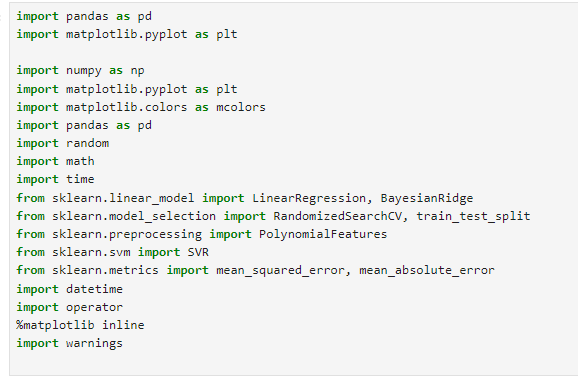 import pandas as pd
import matplotlib.pyplot as plt
import numpy as np
import matplotlib.pyplot as plt
import matplotlib.colors as mcolors
import pandas as pd
import random
import math
import time
from sklearn.linear_model import LinearRegression, BayesianRidge
from sklearn.model_selection import RandomizedSearchCV, train_test_split
from sklearn.preprocessing import PolynomialFeatures
from sklearn.svm import SVR
from sklearn.metrics import mean_squared_error, mean_absolute_error
import datetime
import operator
%matplotlib inline
import warnings